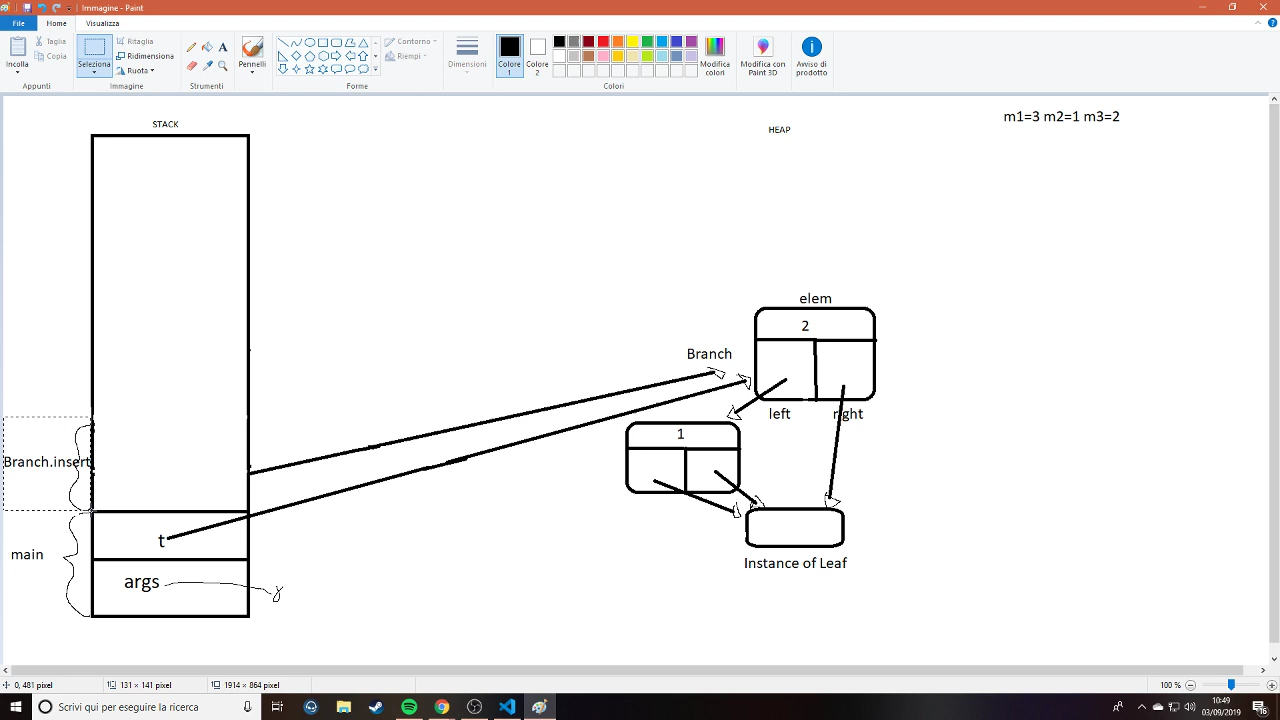 Immagine - Paint
File
Home
Visualizza
Incolla
Taglia
Copia
Appunti
Seleziona
Ritaglia
Ridimensiona
Ruota
Immagine
Strumenti
Pennelli
Contorno
Riempi
Forme
Dimensioni
Colore 1
Colore 2
Modifica colori
Colori
Modifica con Paint 3D
Avviso di prodotto
STACK
HEAP
m1=3 m2=1 m3=2
elem
2
Branch
left
right
1
Branch.insert
t
main
args
Instance of Leaf
0, 481 pixel
131 × 141 pixel
1914 × 864 pixel
100 %
Scrivi qui per eseguire la ricerca
10:49
03/09/2019